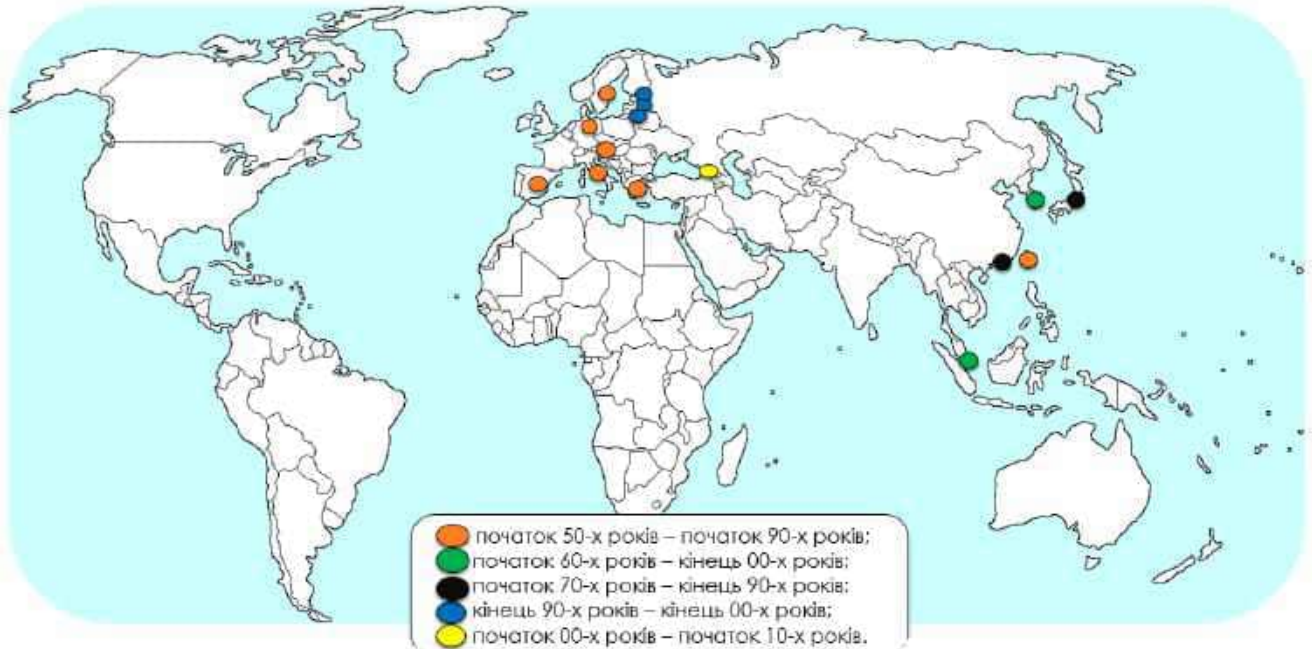 початок 50-х років – початок 90-х років;
початок 60-х років – кінець 00-х років;
початок 70-х років – кінець 90-х років;
кінець 90-х років – кінець 00-х років;
початок 00-х років – початок 10-х років.